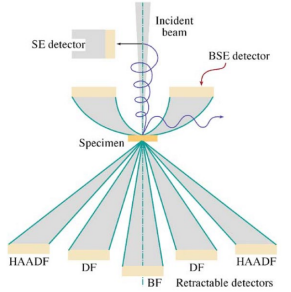 Incident
beam
SE detector
BSE detector
Specimen
HAADF
DF
BF
DF
HAADF
Retractable detectors